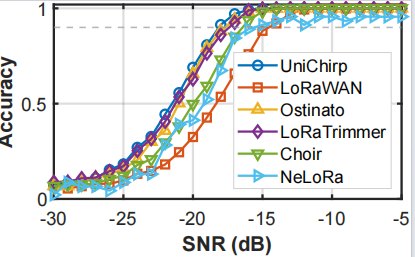 Accuracy
1
0.5
0
UniChirp
LoRaWAN
Ostinato
LoRaTrimmer
Choir
NeLoRa
-30 -25 -20 -15 -10 -5
SNR (dB)